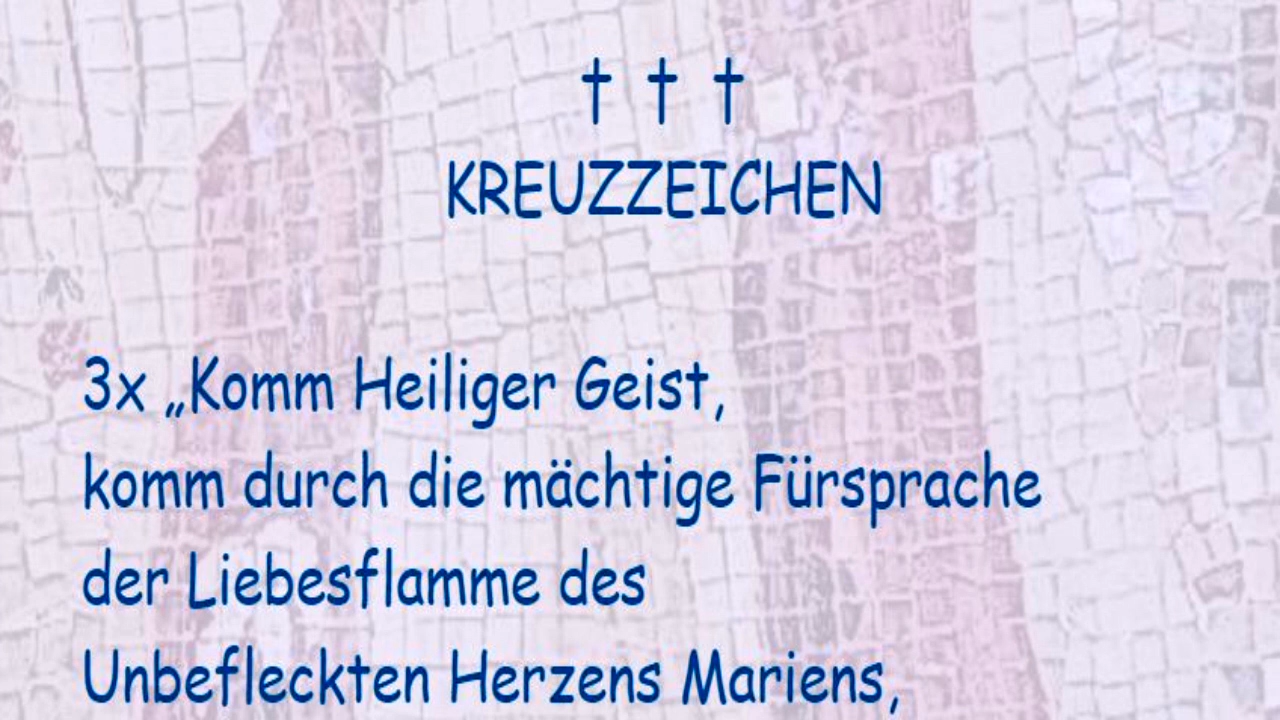 † † †
KREUZZEICHEN
3x „Komm Heiliger Geist,
komm durch die mächtige Fürsprache
der Liebesflamme des
Unbefleckten Herzens Mariens,